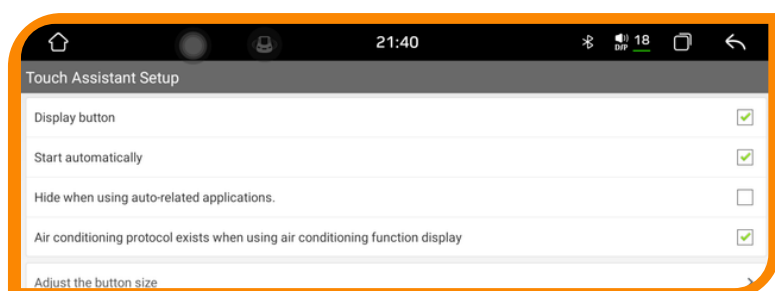 21:40
D/P 18
Touch Assistant Setup
Display button
Start automatically
Hide when using auto-related applications.
Air conditioning protocol exists when using air conditioning function display
Adjust the button size